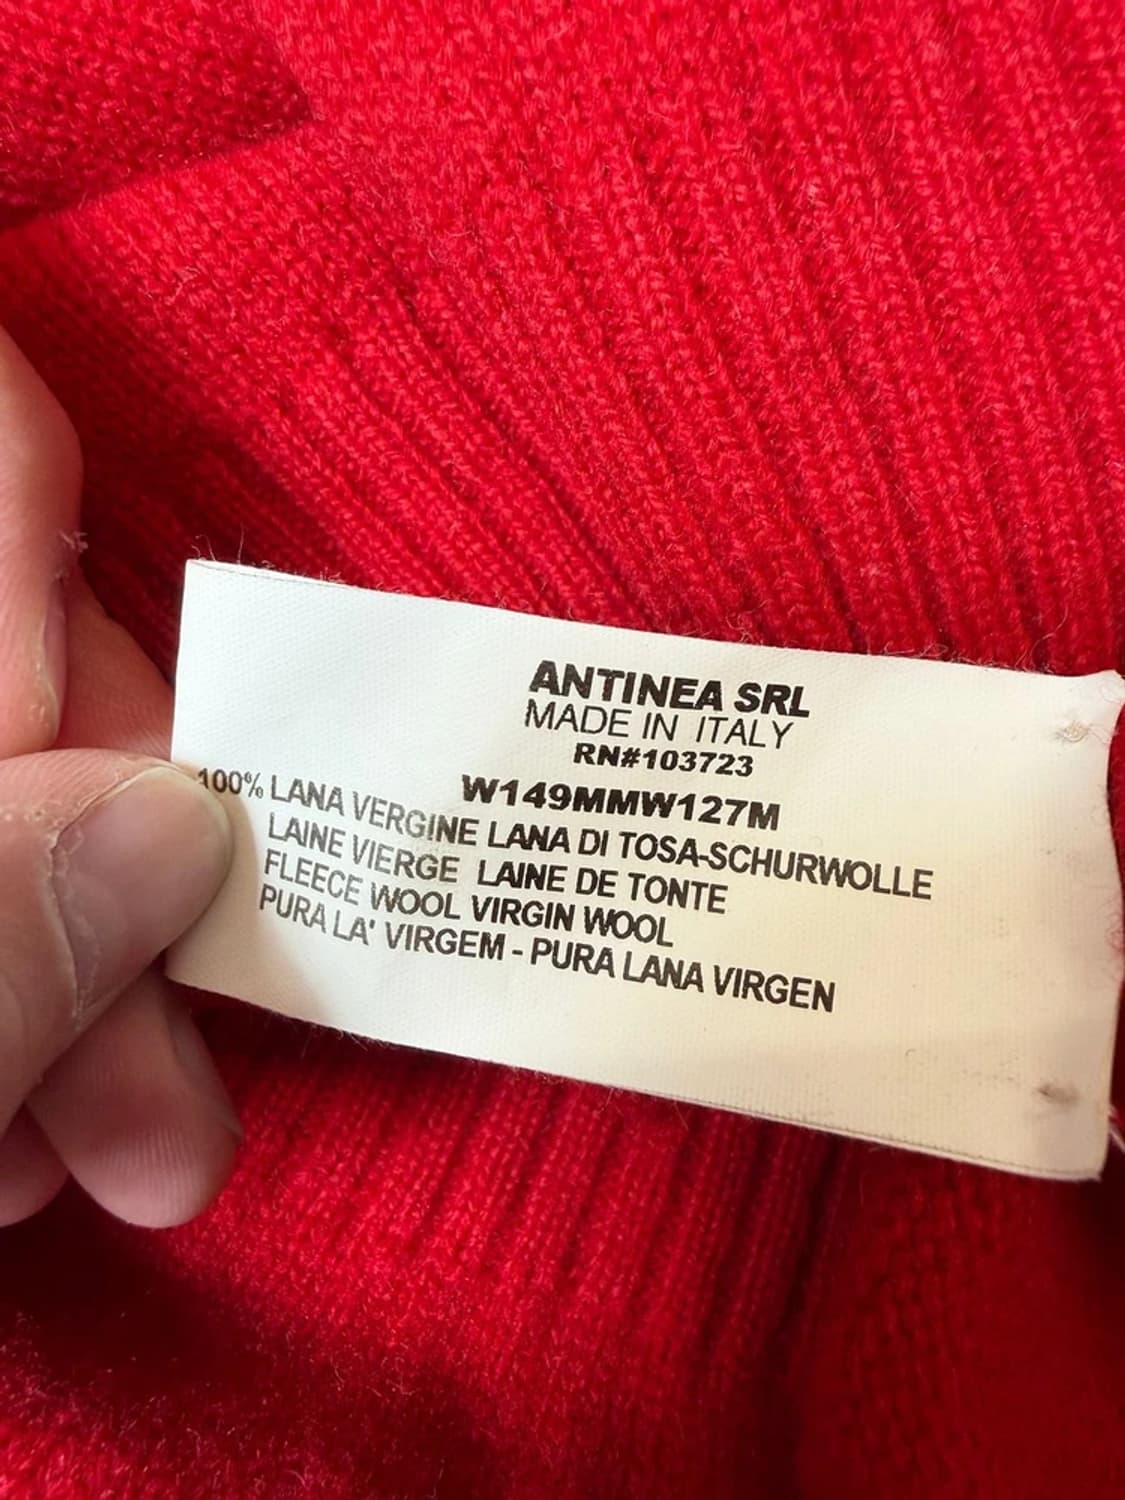 ANTINEA SRL
MADE IN ITALY
RN#103723
W149MMW127M
100% LANA VERGINE LANA DI TOSA-SCHURWOLLE
LAINE VIERGE LAINE DE TONTE
FLEECE WOOL VIRGIN WOOL
PURA LA' VIRGEM - PURA LANA VIRGEN